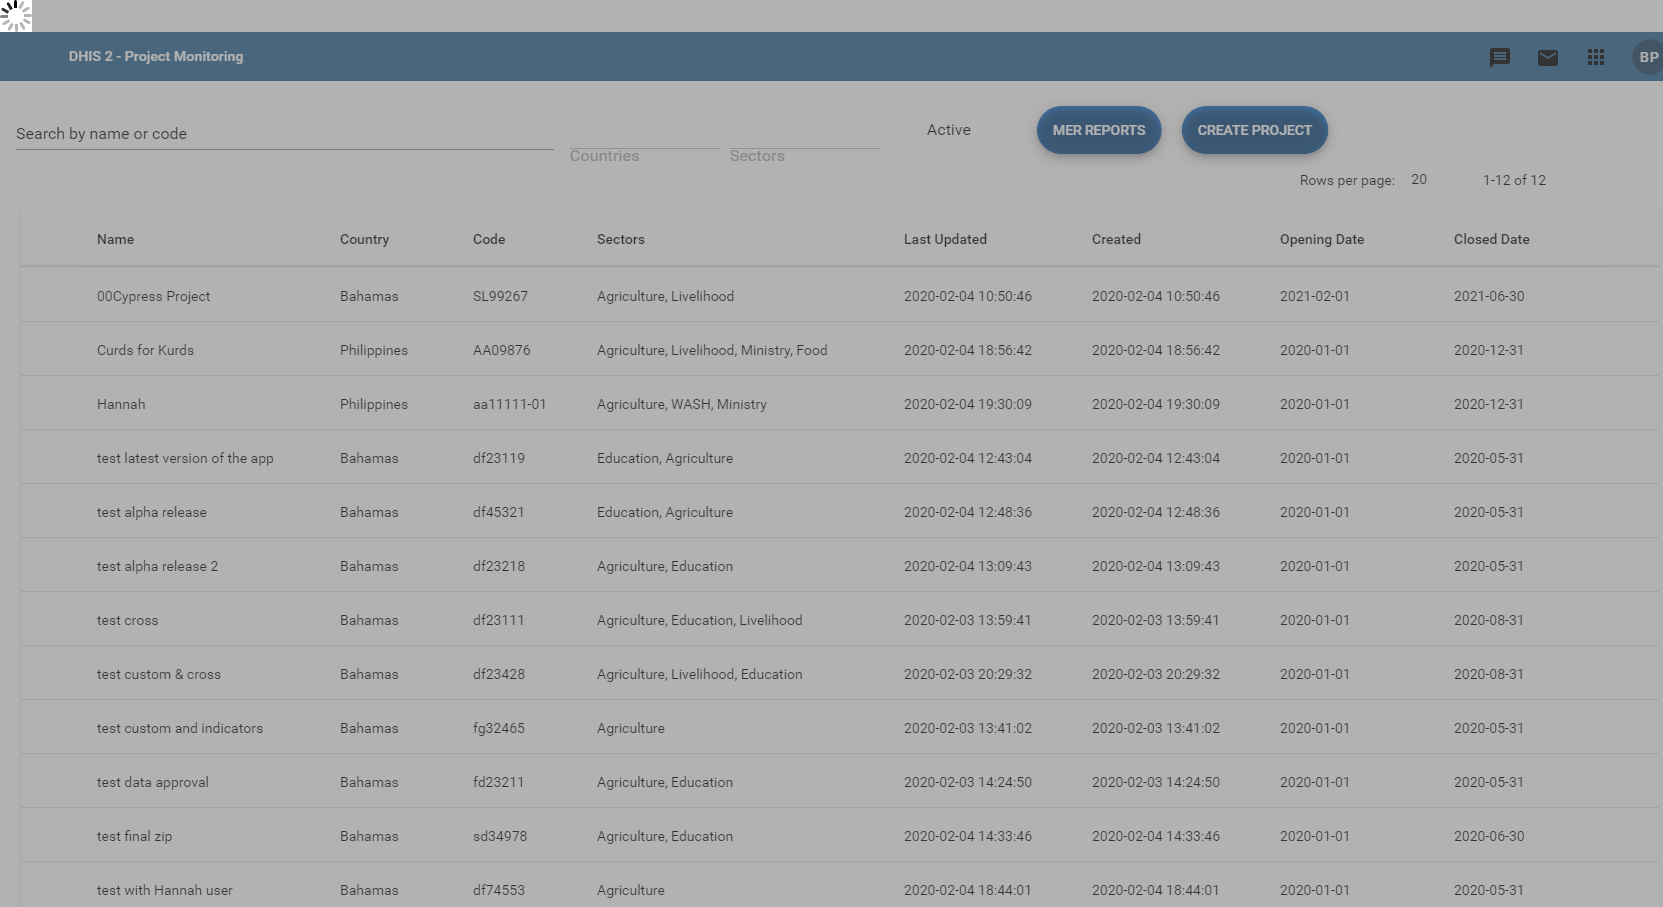 DHIS 2 - Project Monitoring
BP
Search by name or code
Countries
Sectors
Active
MER REPORTS
CREATE PROJECT
Rows per page: 20 1-12 of 12
Name Country Code Sectors Last Updated Created Opening Date Closed Date
00Cypress Project Bahamas SL99267 Agriculture, Livelihood 2020-02-04 10:50:46 2020-02-04 10:50:46 2021-02-01 2021-06-30
Curds for Kurds Philippines AA09876 Agriculture, Livelihood, Ministry, Food 2020-02-04 18:56:42 2020-02-04 18:56:42 2020-01-01 2020-12-31
Hannah Philippines aa11111-01 Agriculture, WASH, Ministry 2020-02-04 19:30:09 2020-02-04 19:30:09 2020-01-01 2020-12-31
test latest version of the app Bahamas df23119 Education, Agriculture 2020-02-04 12:43:04 2020-02-04 12:43:04 2020-01-01 2020-05-31
test alpha release Bahamas df45321 Education, Agriculture 2020-02-04 12:48:36 2020-02-04 12:48:36 2020-01-01 2020-05-31
test alpha release 2 Bahamas df23218 Agriculture, Education 2020-02-04 13:09:43 2020-02-04 13:09:43 2020-01-01 2020-05-31
test cross Bahamas df23111 Agriculture, Education, Livelihood 2020-02-03 13:59:41 2020-02-03 13:59:41 2020-01-01 2020-08-31
test custom & cross Bahamas df23428 Agriculture, Livelihood, Education 2020-02-03 20:29:32 2020-02-03 20:29:32 2020-01-01 2020-08-31
test custom and indicators Bahamas fg32465 Agriculture 2020-02-03 13:41:02 2020-02-03 13:41:02 2020-01-01 2020-05-31
test data approval Bahamas fd23211 Agriculture, Education 2020-02-03 14:24:50 2020-02-03 14:24:50 2020-01-01 2020-05-31
test final zip Bahamas sd34978 Agriculture, Education 2020-02-04 14:33:46 2020-02-04 14:33:46 2020-01-01 2020-06-30
test with Hannah user Bahamas df74553 Agriculture 2020-02-04 18:44:01 2020-02-04 18:44:01 2020-01-01 2020-05-31